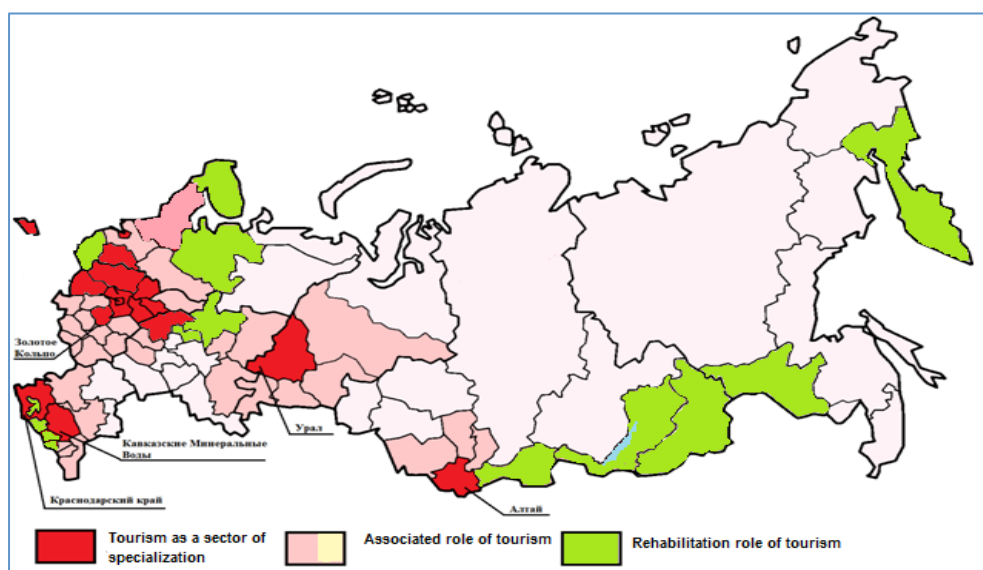 Золотое
Кольцо
Урал
Кавказские Минеральные
Воды
Краснодарский край
Алтай
Tourism as a sector of
specialization
Associated role of tourism
Rehabilitation role of tourism